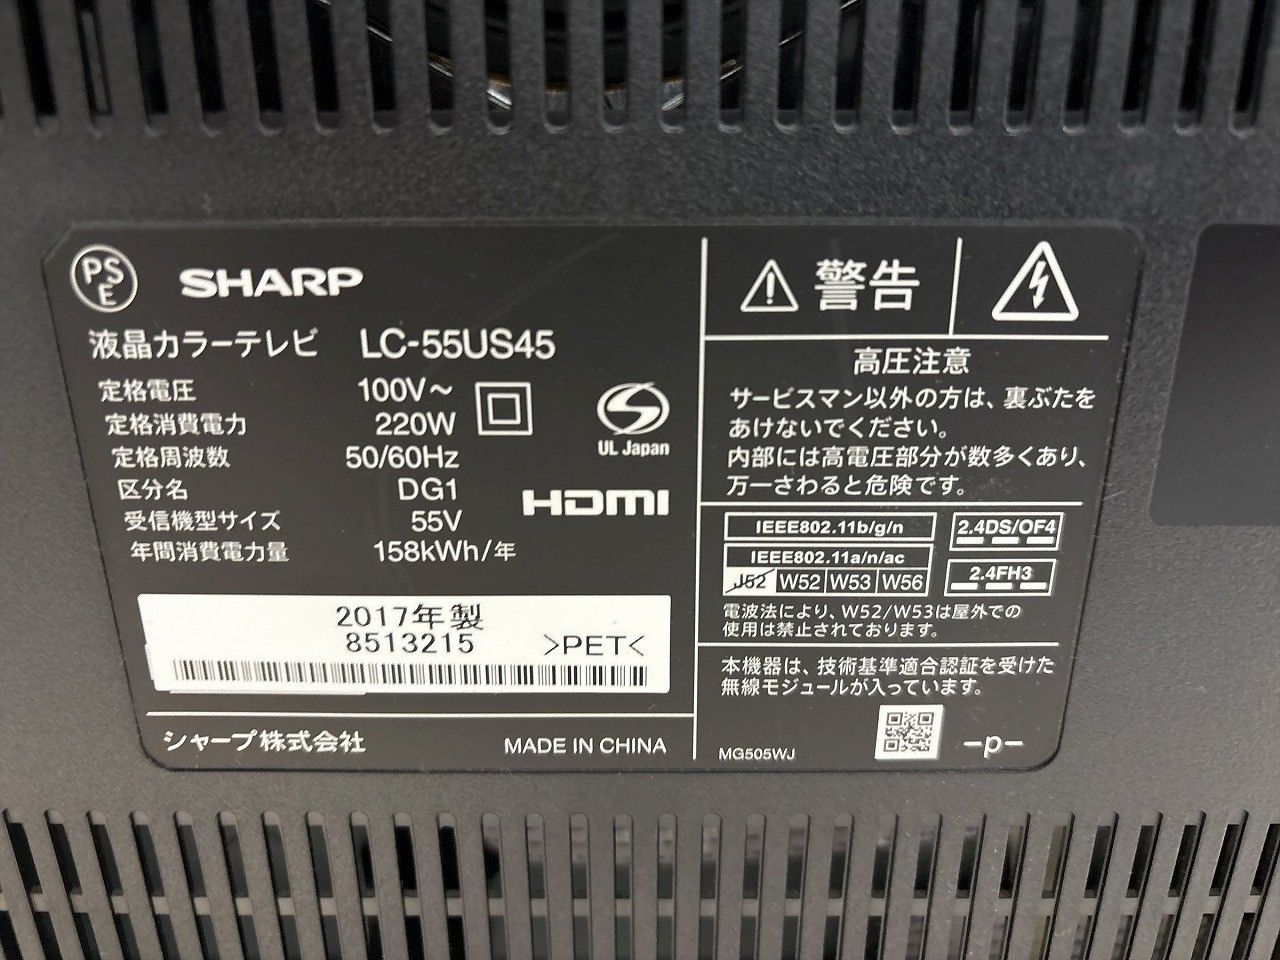 PS
E
SHARP
液晶カラーテレビ LC-55US45
定格電圧 100V～
定格消費電力 220W
定格周波数 50/60Hz
区分名 DG1
受信機型サイズ 55V
年間消費電力量 158kWh/年
UL Japan
HDMI
2017年製
8513215 >PET<
シャープ株式会社 MADE IN CHINA
警告
高圧注意
サービスマン以外の方は、裏ぶたを
あけないでください。
内部には高電圧部分が数多くあり、
万一さわると危険です。
IEEE802.11b/g/n
IEEE802.11a/n/ac
J52 W52 W53 W56
2.4DS/OF4
2.4FH3
電波法により、W52/W53は屋外での
使用は禁止されております。
本機器は、技術基準適合認証を受けた
無線モジュールが入っています。
MG505WJ -p-